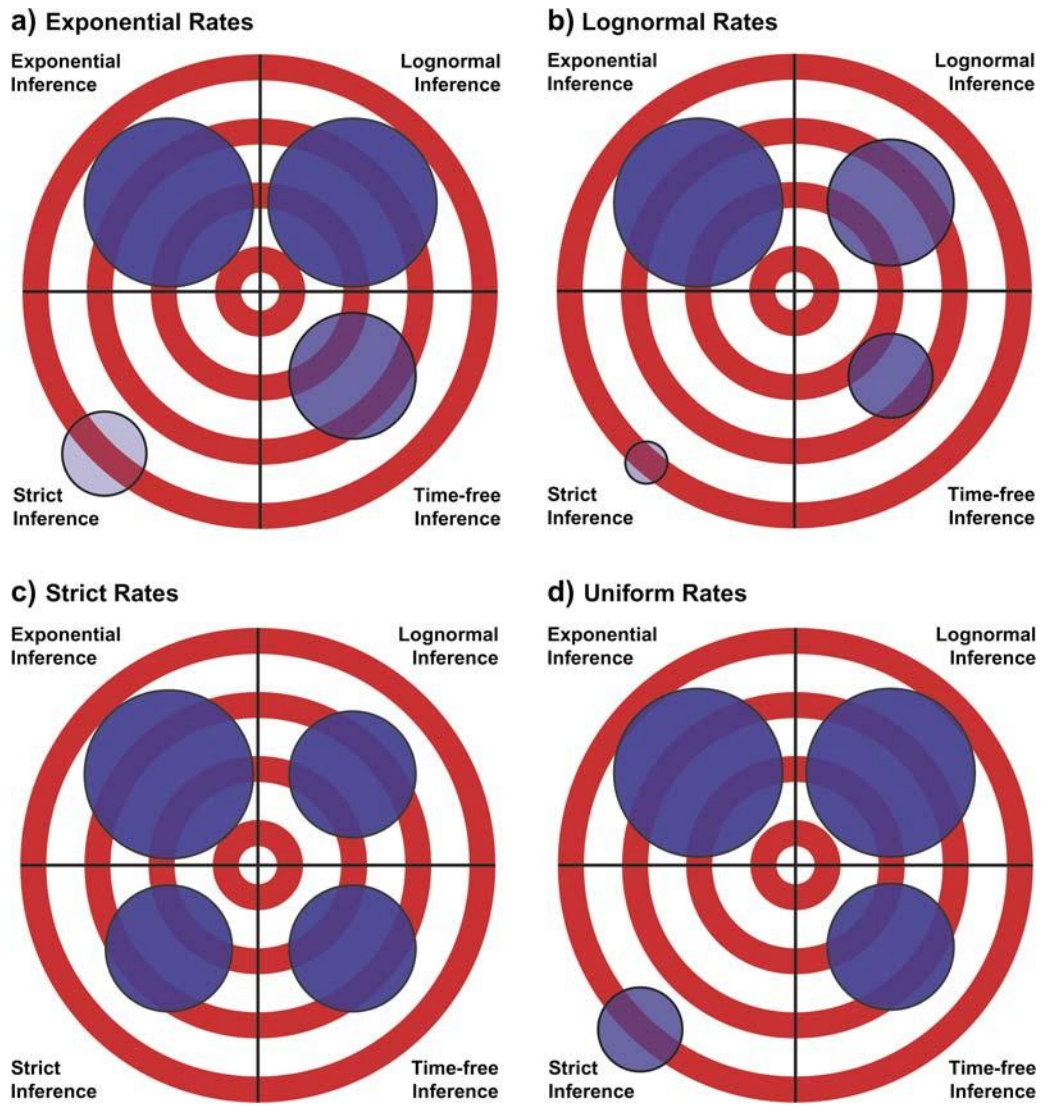 a) Exponential Rates
Exponential
Inference
Lognormal
Inference
Strict
Inference
Time-free
Inference
b) Lognormal Rates
Exponential
Inference
Lognormal
Inference
Strict
Inference
Time-free
Inference
c) Strict Rates
Exponential
Inference
Lognormal
Inference
Strict
Inference
Time-free
Inference
d) Uniform Rates
Exponential
Inference
Lognormal
Inference
Strict
Inference
Time-free
Inference